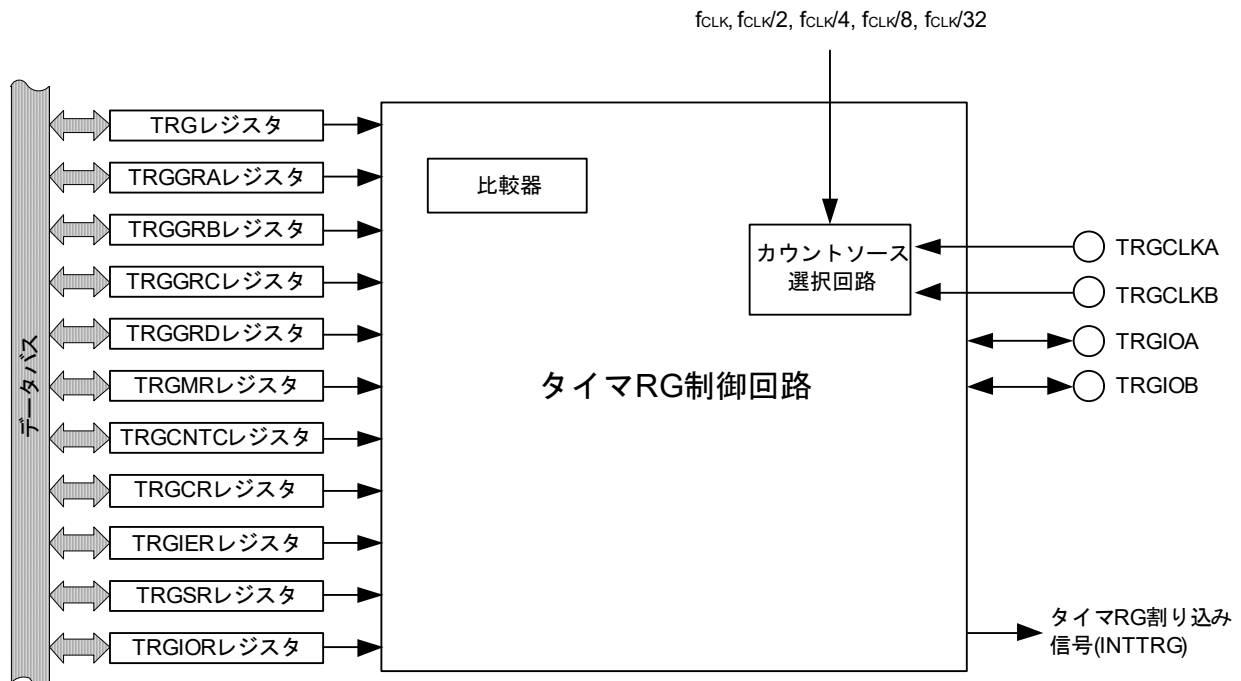 fCLK, fCLK/2, fCLK/4, fCLK/8, fCLK/32
データバス
TRGレジスタ
TRGGRAレジスタ
TRGGRBレジスタ
TRGGRCレジスタ
TRGGRDレジスタ
TRGMRレジスタ
TRGCNTCレジスタ
TRGCRレジスタ
TRGIERレジスタ
TRGSRレジスタ
TRGIORレジスタ
比較器
カウントソース
選択回路
タイマRG制御回路
TRGCLKA
TRGCLKB
TRGIOA
TRGIOB
タイマRG割り込み
信号(INTTRG)